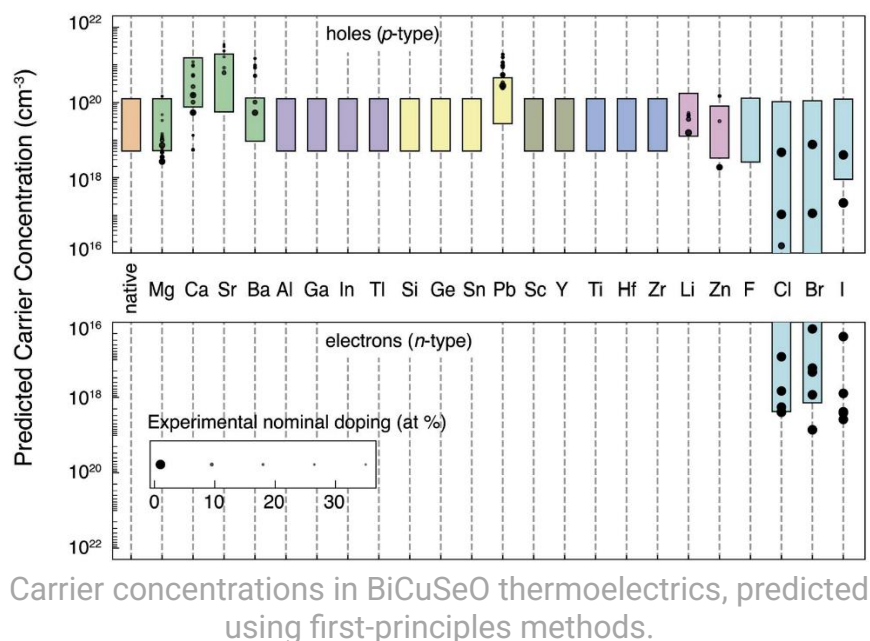 10²²
holes (p-type)
10²⁰
10¹⁸
10¹⁶
Predicted Carrier Concentration (cm⁻³)
native Mg Ca Sr Ba Al Ga In Tl Si Ge Sn Pb Sc Y Ti Hf Zr Li Zn F Cl Br I
10¹⁶
electrons (n-type)
10¹⁸
Experimental nominal doping (at %)
0 10 20 30
10²⁰
10²²
Carrier concentrations in BiCuSeO thermoelectrics, predicted
using first-principles methods.